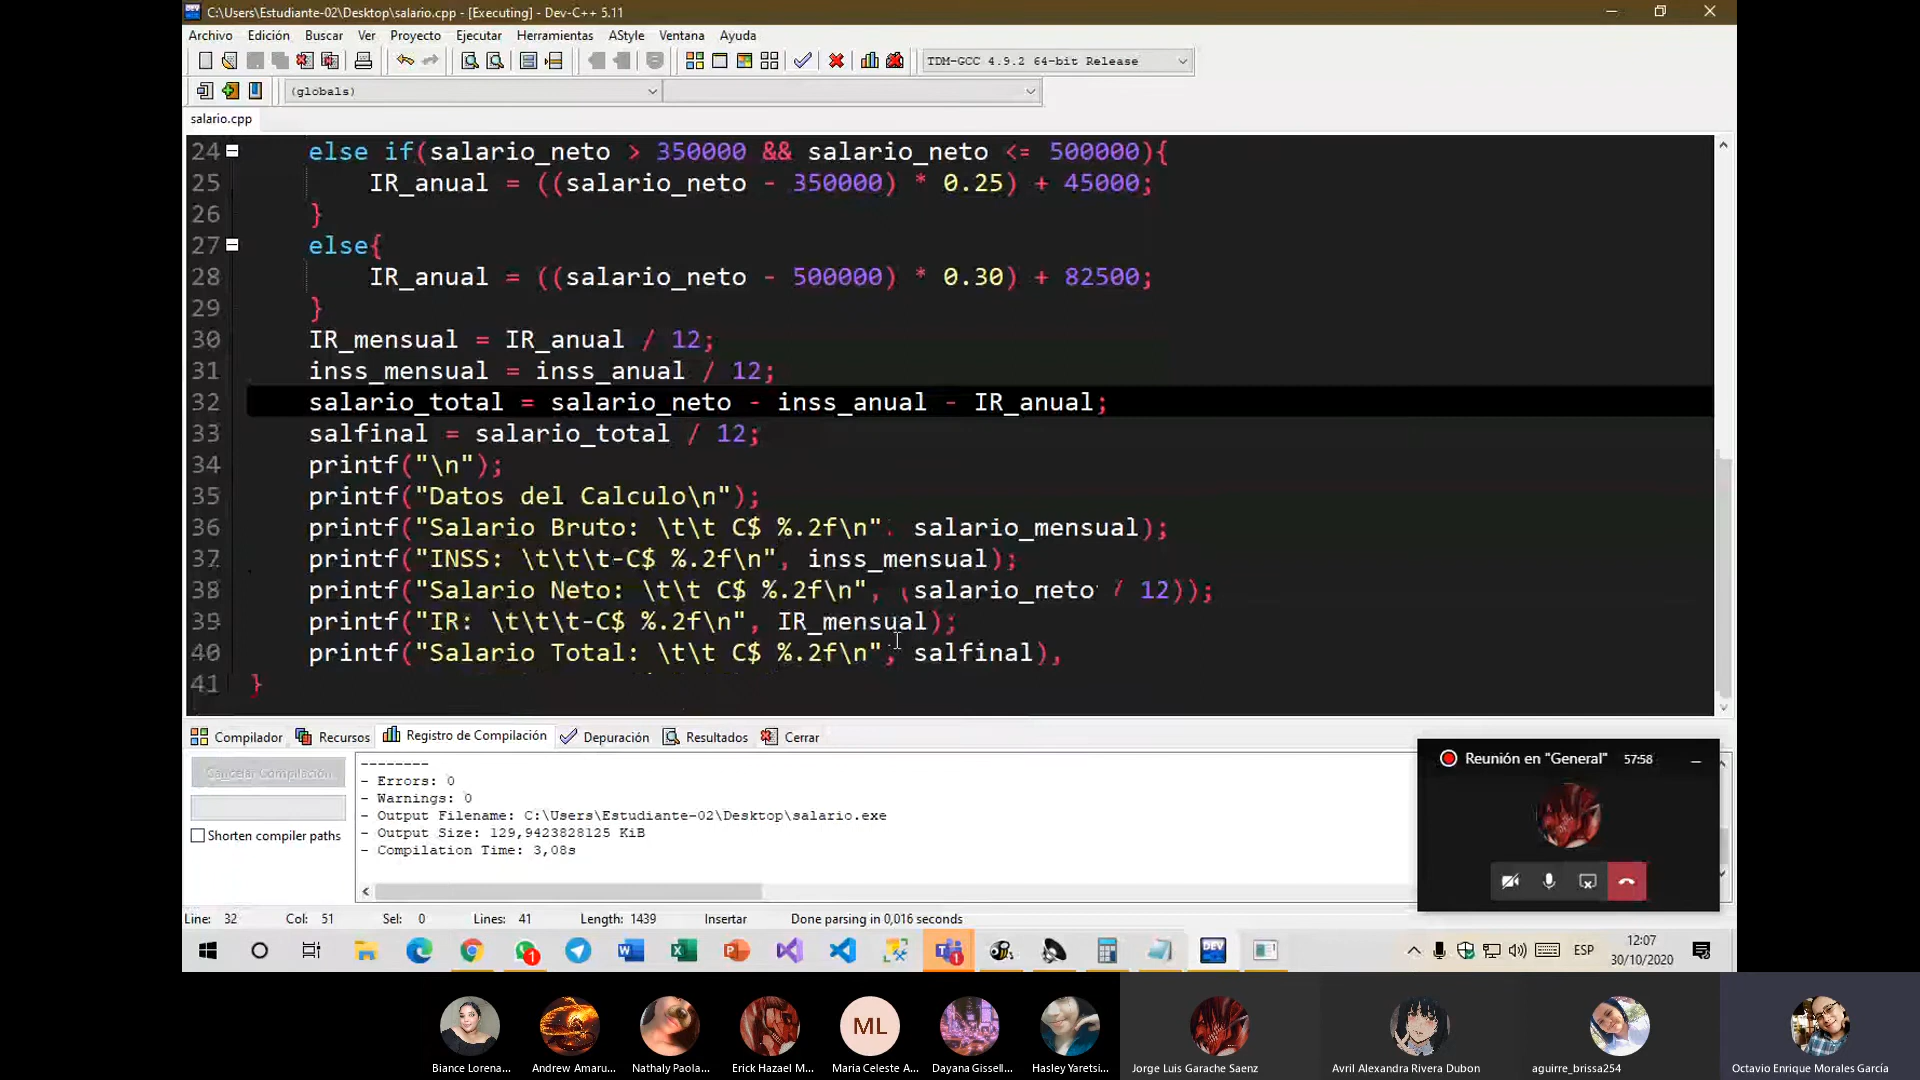 C:\Users\Estudiante-02\Desktop\salario.cpp - [Executing] - Dev-C++ 5.11
Archivo Edición Buscar Ver Proyecto Ejecutar Herramientas AStyle Ventana Ayuda
TDM-GCC 4.9.2 64-bit Release
(globals)
salario.cpp
24 else if(salario_neto > 350000 && salario_neto <= 500000){
25 IR_anual = ((salario_neto - 350000) * 0.25) + 45000;
26 }
27 else{
28 IR_anual = ((salario_neto - 500000) * 0.30) + 82500;
29 }
30 IR_mensual = IR_anual / 12;
31 inss_mensual = inss_anual / 12;
32 salario_total = salario_neto - inss_anual - IR_anual;
33 salfinal = salario_total / 12;
34 printf("\n");
35 printf("Datos del Calculo\n");
36 printf("Salario Bruto: \t\t C$ %.2f\n", salario_mensual);
37 printf("INSS: \t\t\t-C$ %.2f\n", inss_mensual);
38 printf("Salario Neto: \t\t C$ %.2f\n", (salario_neto / 12));
39 printf("IR: \t\t\t-C$ %.2f\n", IR_mensual);
40 printf("Salario Total: \t\t C$ %.2f\n", salfinal),
41 }
Compilador Recursos Registro de Compilación Depuración Resultados Cerrar
Cancelar Compilación
Shorten compiler paths
--------
- Errors: 0
- Warnings: 0
- Output Filename: C:\Users\Estudiante-02\Desktop\salario.exe
- Output Size: 129,9423828125 KiB
- Compilation Time: 3,08s
Reunión en "General" 57:58
Line: 32 Col: 51 Sel: 0 Lines: 41 Length: 1439 Insertar Done parsing in 0,016 seconds
ESP
12:07
30/10/2020
ML
Biance Lorena... Andrew Amaru... Nathaly Paola... Erick Hazael M... Maria Celeste A... Dayana Gissell... Hasley Yaretsi... Jorge Luis Garache Saenz Avril Alexandra Rivera Dubon aguirre_brissa254 Octavio Enrique Morales García